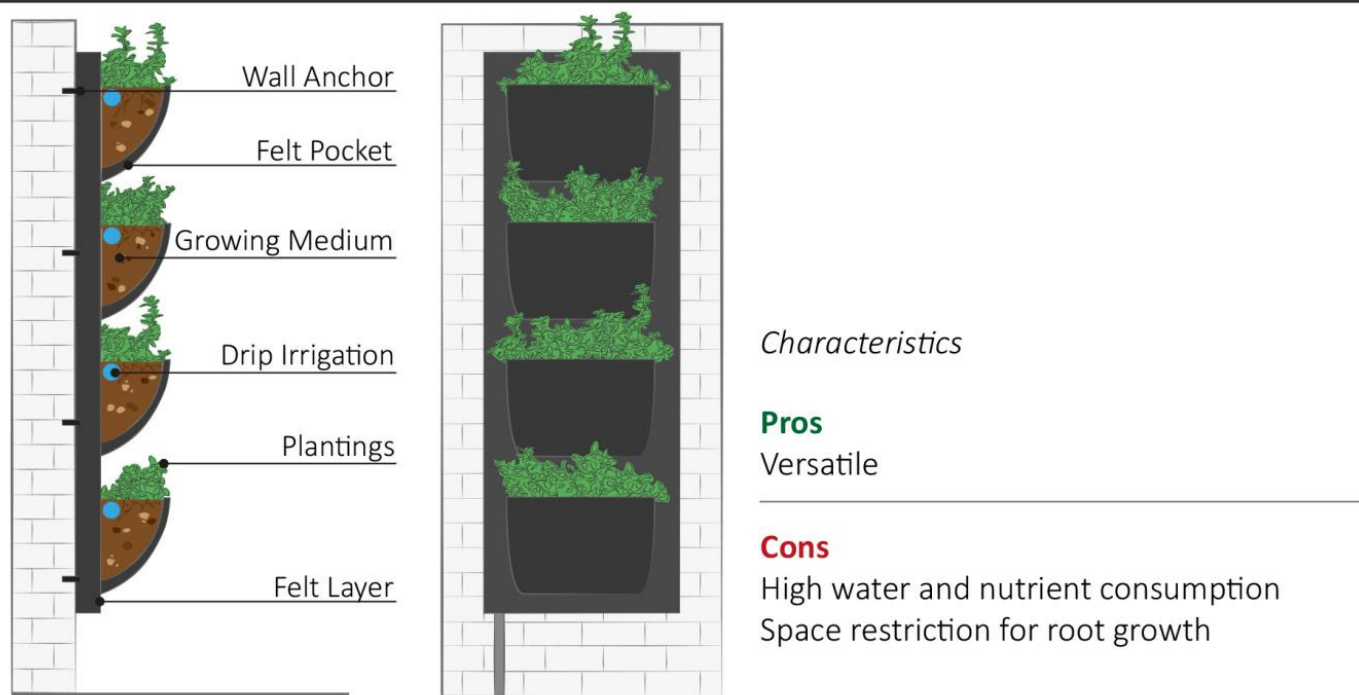 Wall Anchor
Felt Pocket
Growing Medium
Drip Irrigation
Plantings
Felt Layer
Characteristics
Pros
Versatile
Cons
High water and nutrient consumption
Space restriction for root growth